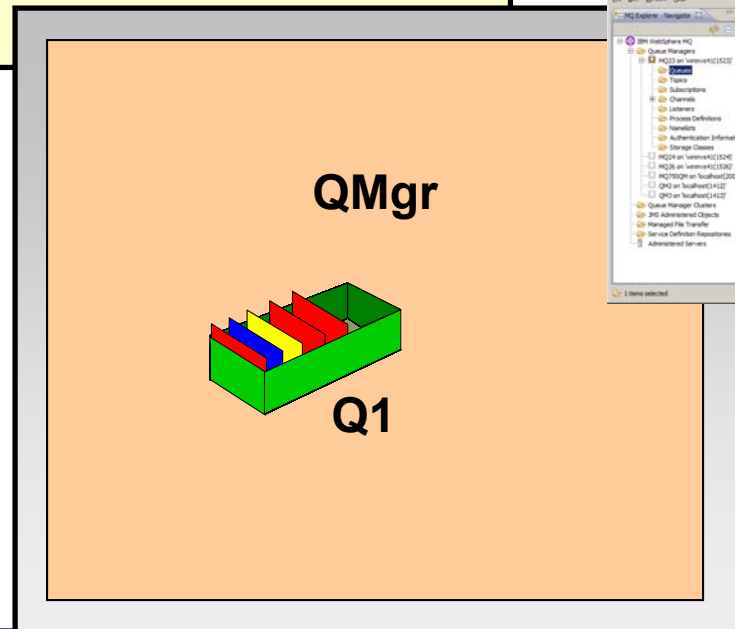 MQ Explorer - Navigator
IBM WebSphere MQ
Queue Managers
Queues
Topics
Subscriptions
Channels
Listeners
Process Definitions
Namelists
Authentication Informat
Storage Classes
Queue Manager Clusters
JMS Administered Objects
Managed File Transfer
Service Definition Repositories
Administered Servers
1 items selected
QMgr
Q1